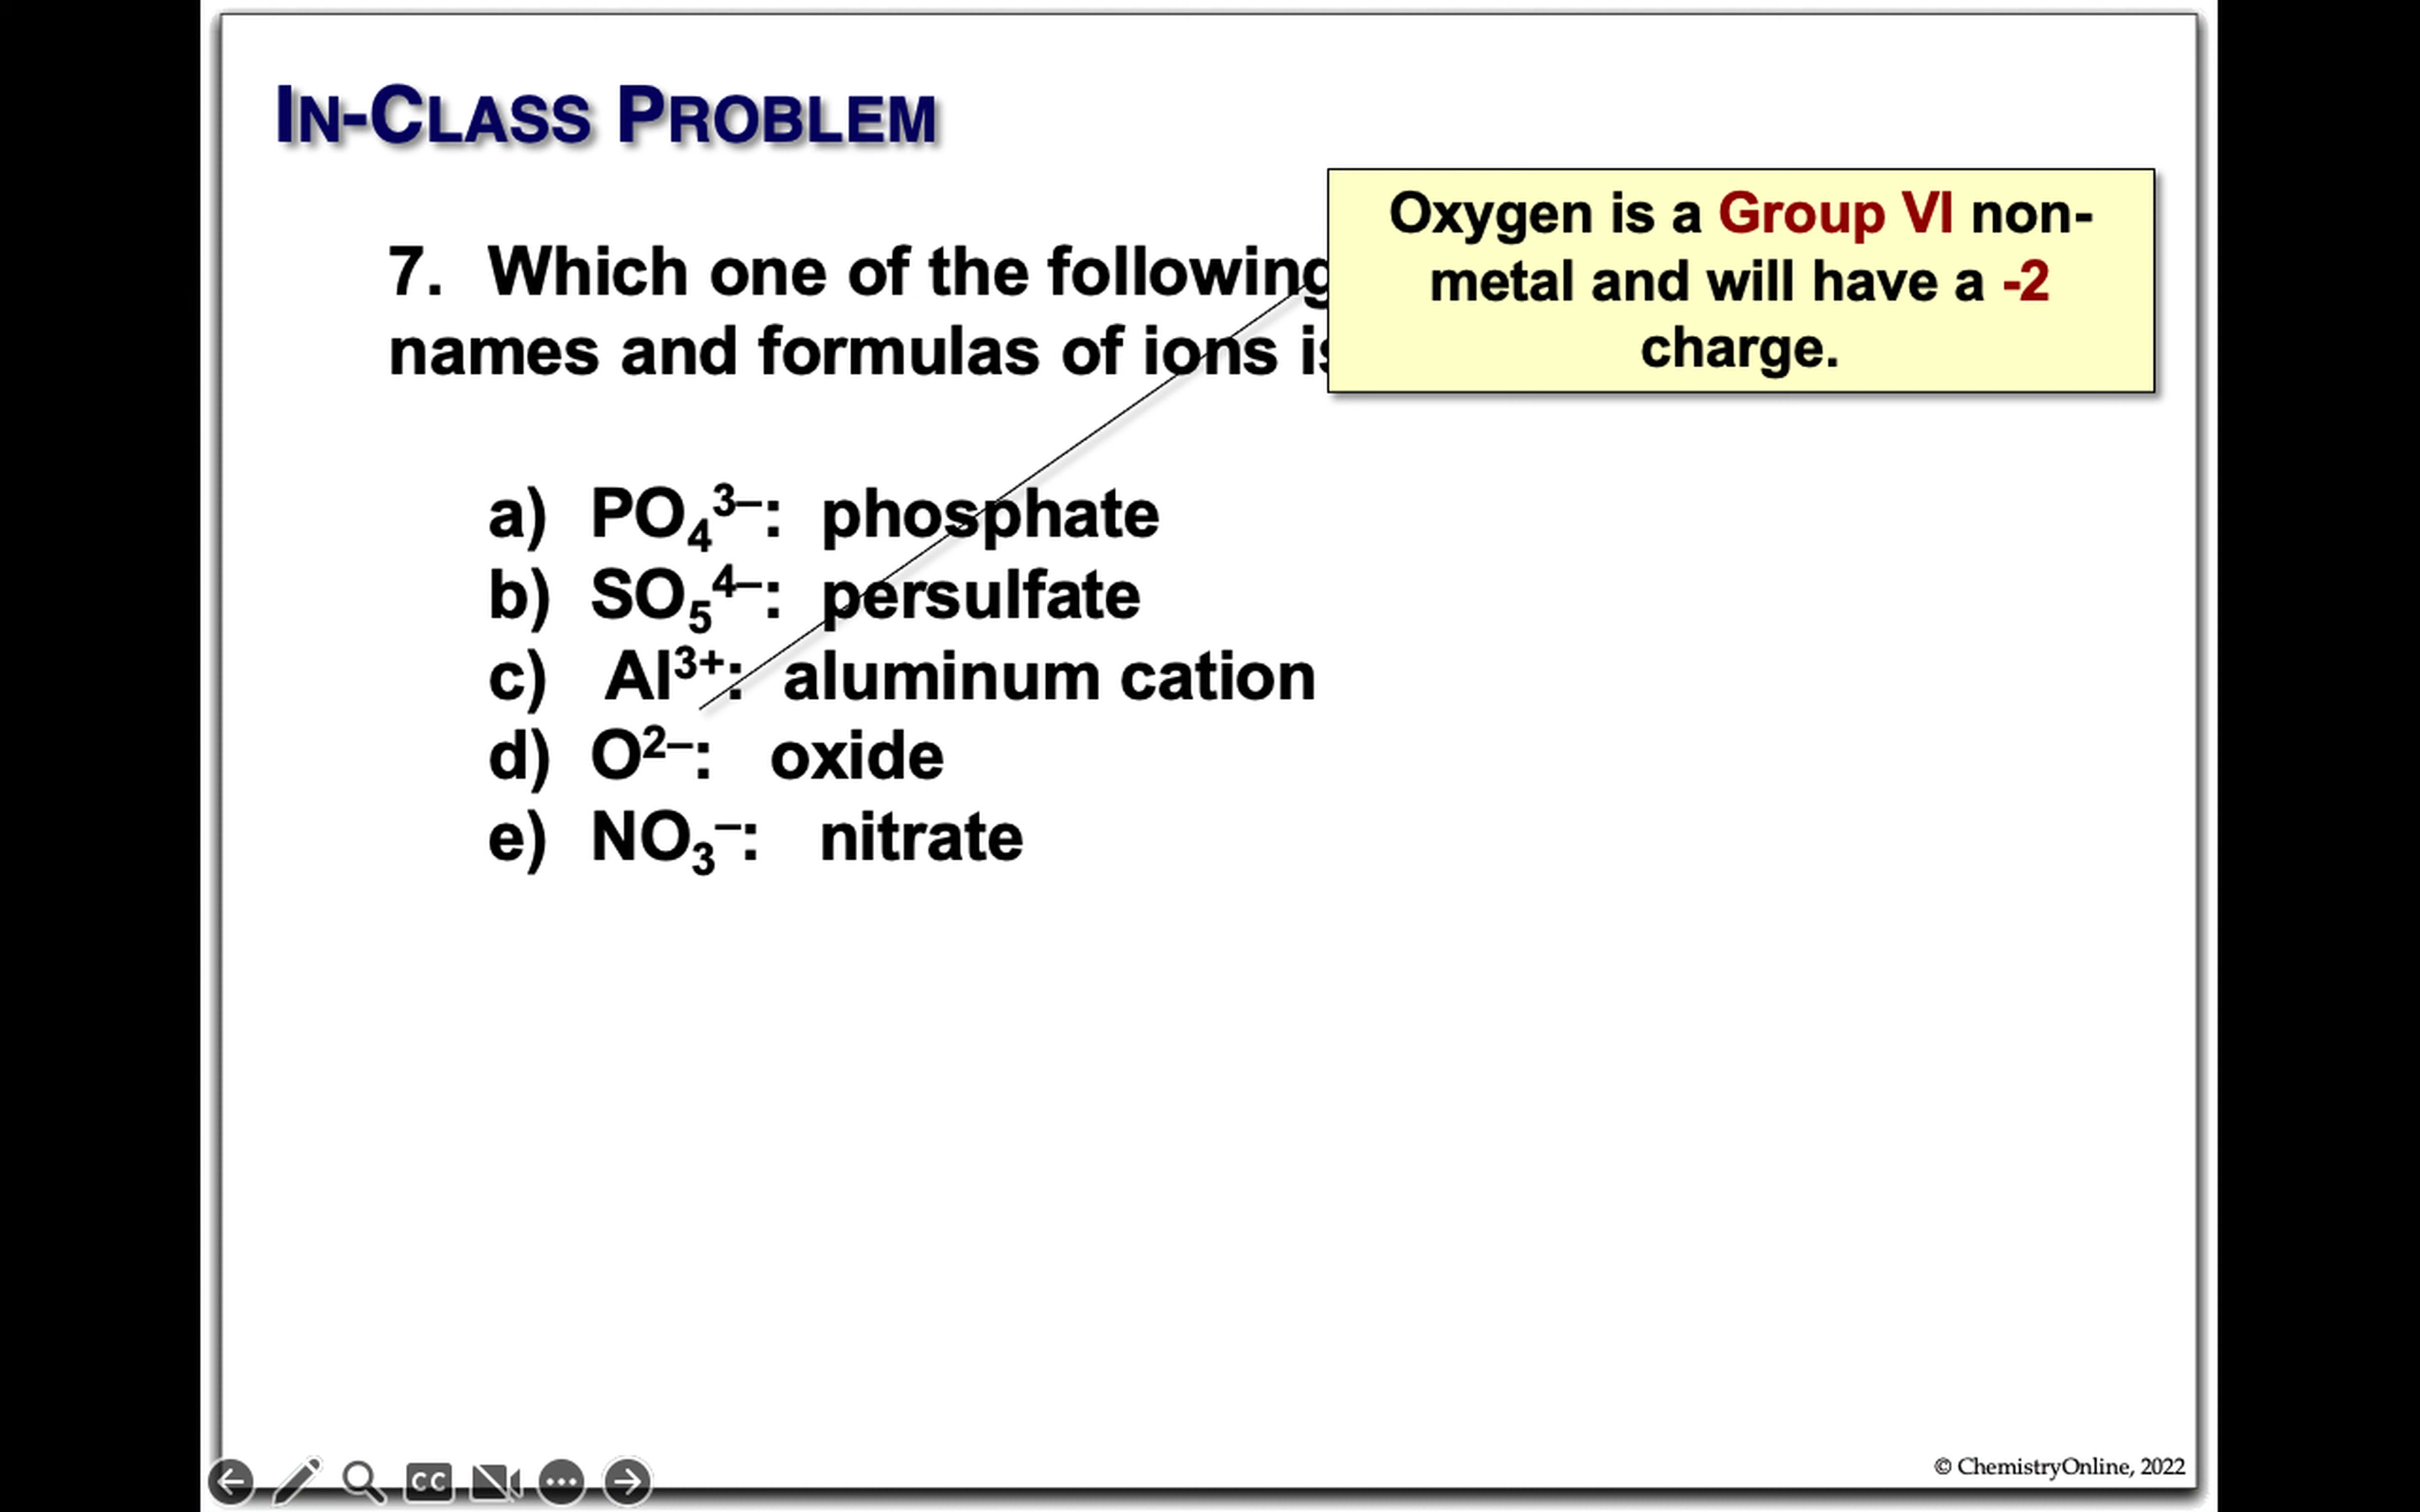 IN-CLASS PROBLEM
Oxygen is a Group VI non-
metal and will have a -2
charge.
7. Which one of the following
names and formulas of ions is
a) PO₄³⁻: phosphate
b) SO₅⁴⁻: persulfate
c) Al³⁺: aluminum cation
d) O²⁻: oxide
e) NO₃⁻: nitrate
CC
© ChemistryOnline, 2022